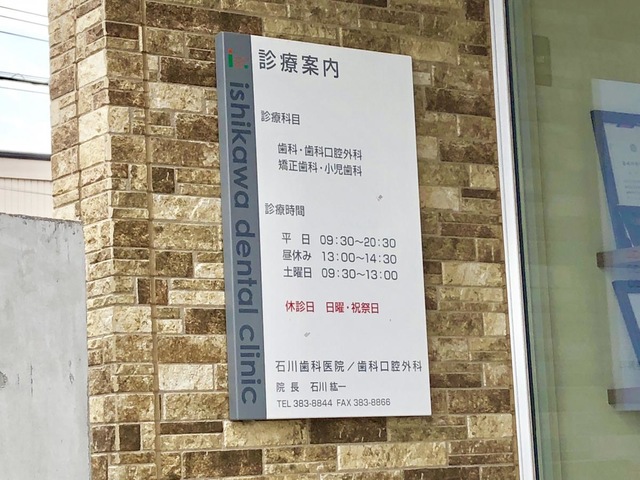 ishikawa dental clinic
診療案内
診療科目
歯科・歯科口腔外科
矯正歯科・小児歯科
診療時間
平 日 09:30〜20:30
昼休み 13:00〜14:30
土曜日 09:30〜13:00
休診日 日曜・祝祭日
石川歯科医院／歯科口腔外科
院 長 石川 紘一
TEL 383-8844 FAX 383-8866